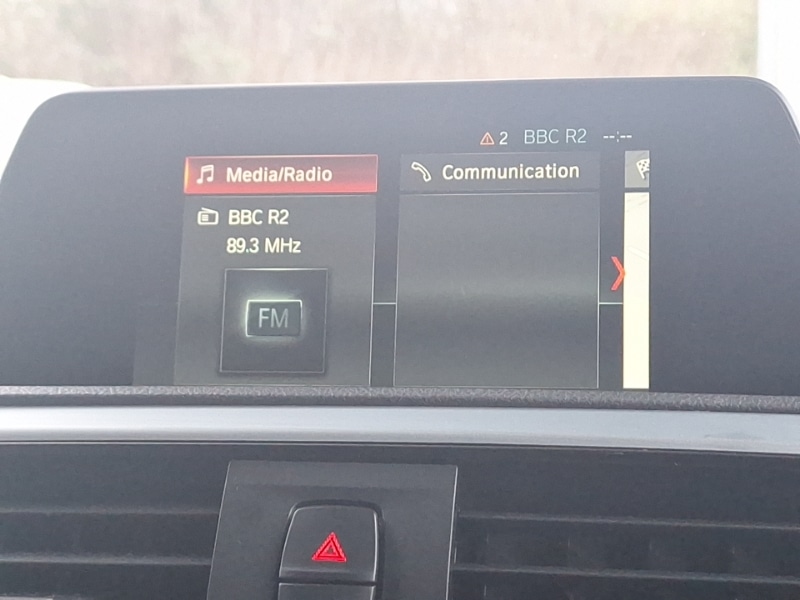 2 BBC R2 --:--
Media/Radio
Communication
BBC R2
89.3 MHz
FM